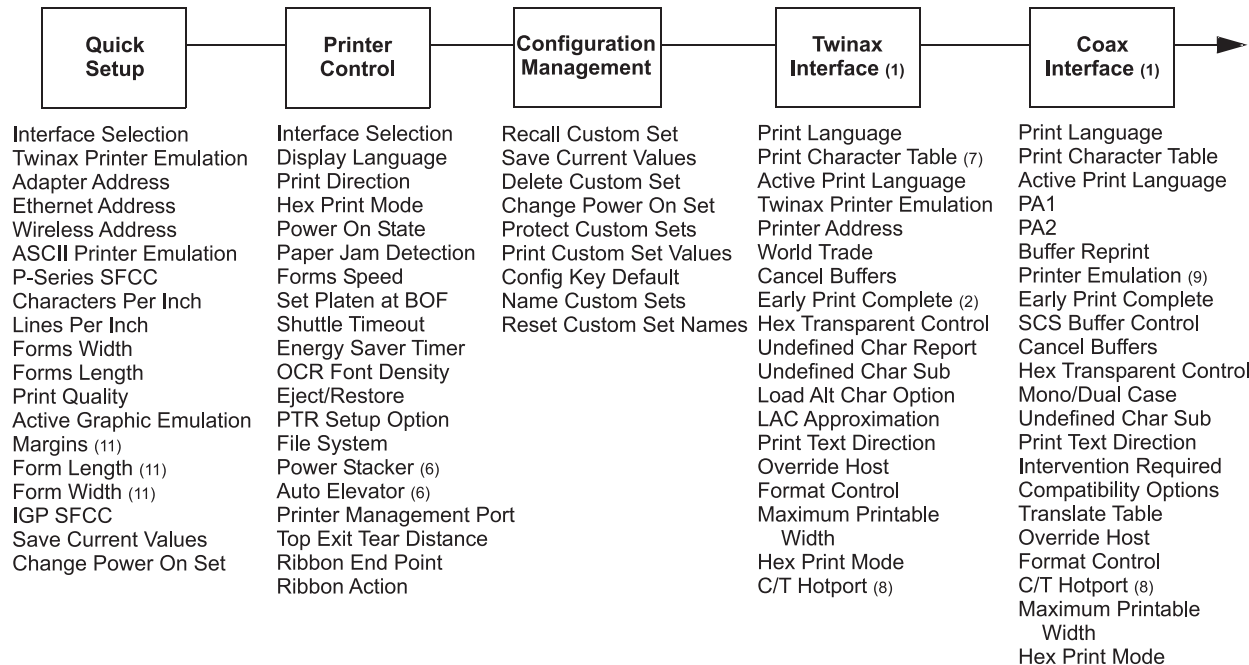 Quick
Setup
Printer
Control
Configuration
Management
Twinax
Interface (1)
Coax
Interface (1)
Interface Selection
Twinax Printer Emulation
Adapter Address
Ethernet Address
Wireless Address
ASCII Printer Emulation
P-Series SFCC
Characters Per Inch
Lines Per Inch
Forms Width
Forms Length
Print Quality
Active Graphic Emulation
Margins (11)
Form Length (11)
Form Width (11)
IGP SFCC
Save Current Values
Change Power On Set
Interface Selection
Display Language
Print Direction
Hex Print Mode
Power On State
Paper Jam Detection
Forms Speed
Set Platen at BOF
Shuttle Timeout
Energy Saver Timer
OCR Font Density
Eject/Restore
PTR Setup Option
File System
Power Stacker (6)
Auto Elevator (6)
Printer Management Port
Top Exit Tear Distance
Ribbon End Point
Ribbon Action
Recall Custom Set
Save Current Values
Delete Custom Set
Change Power On Set
Protect Custom Sets
Print Custom Set Values
Config Key Default
Name Custom Sets
Reset Custom Set Names
Print Language
Print Character Table (7)
Active Print Language
Twinax Printer Emulation
Printer Address
World Trade
Cancel Buffers
Early Print Complete (2)
Hex Transparent Control
Undefined Char Report
Undefined Char Sub
Load Alt Char Option
LAC Approximation
Print Text Direction
Override Host
Format Control
Maximum Printable
Width
Hex Print Mode
C/T Hotport (8)
Print Language
Print Character Table
Active Print Language
PA1
PA2
Buffer Reprint
Printer Emulation (9)
Early Print Complete
SCS Buffer Control
Cancel Buffers
Hex Transparent Control
Mono/Dual Case
Undefined Char Sub
Print Text Direction
Intervention Required
Compatibility Options
Translate Table
Override Host
Format Control
C/T Hotport (8)
Maximum Printable
Width
Hex Print Mode